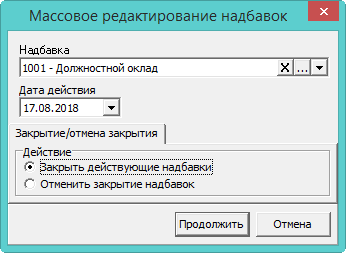 Массовое редактирование надбавок
Надбавка
1001 - Должностной оклад
X ...
Дата действия
17.08.2018
Закрытие/отмена закрытия
Действие
Закрыть действующие надбавки
Отменить закрытие надбавок
Продолжить Отмена